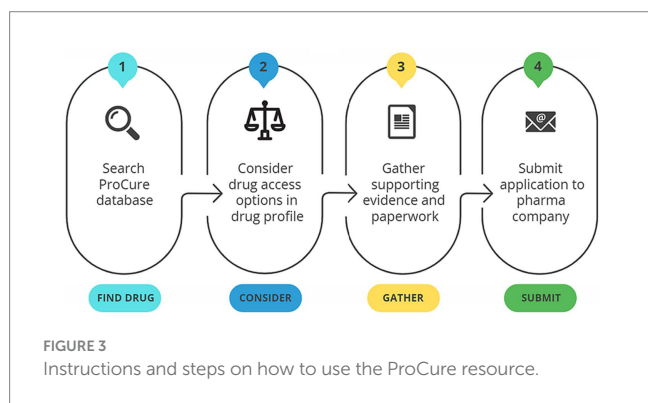 1
2
3
4
Search
ProCure
database
Consider
drug access
options in
drug profile
Gather
supporting
evidence and
paperwork
@
Submit
application to
pharma
company
FIND DRUG
CONSIDER
GATHER
SUBMIT
FIGURE 3
Instructions and steps on how to use the ProCure resource.